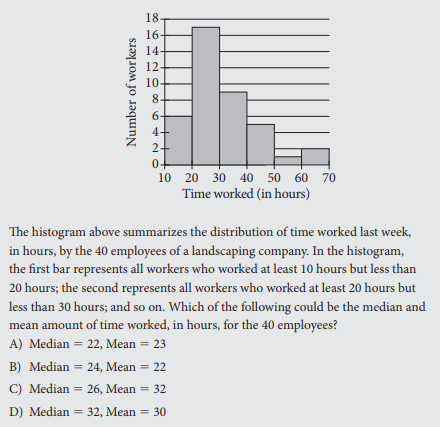 18
16
14
12
10
8
6
4
2
0
Number of workers
10 20 30 40 50 60 70
Time worked (in hours)
The histogram above summarizes the distribution of time worked last week,
in hours, by the 40 employees of a landscaping company. In the histogram,
the first bar represents all workers who worked at least 10 hours but less than
20 hours; the second represents all workers who worked at least 20 hours but
less than 30 hours; and so on. Which of the following could be the median and
mean amount of time worked, in hours, for the 40 employees?
A) Median = 22, Mean = 23
B) Median = 24, Mean = 22
C) Median = 26, Mean = 32
D) Median = 32, Mean = 30